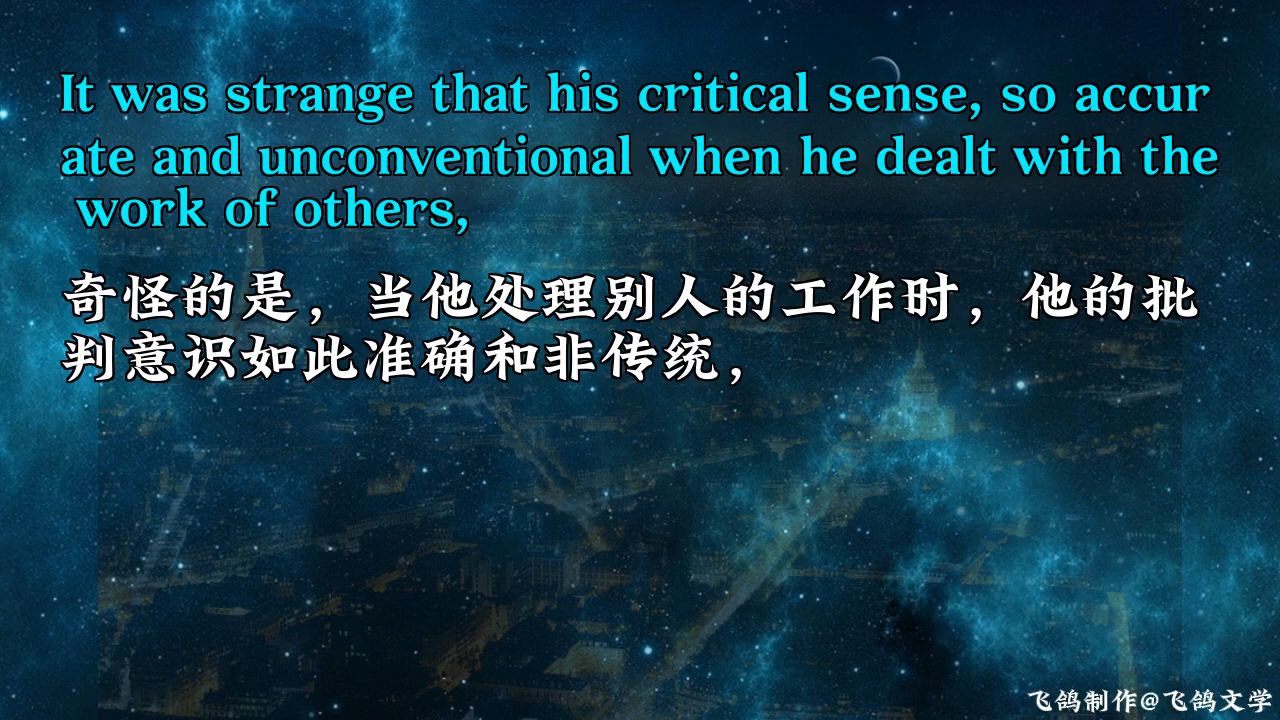 It was strange that his critical sense, so accur
ate and unconventional when he dealt with the
work of others,
奇怪的是，当他处理别人的工作时，他的批
判意识如此准确和非传统，
飞鸽制作@飞鸽文学